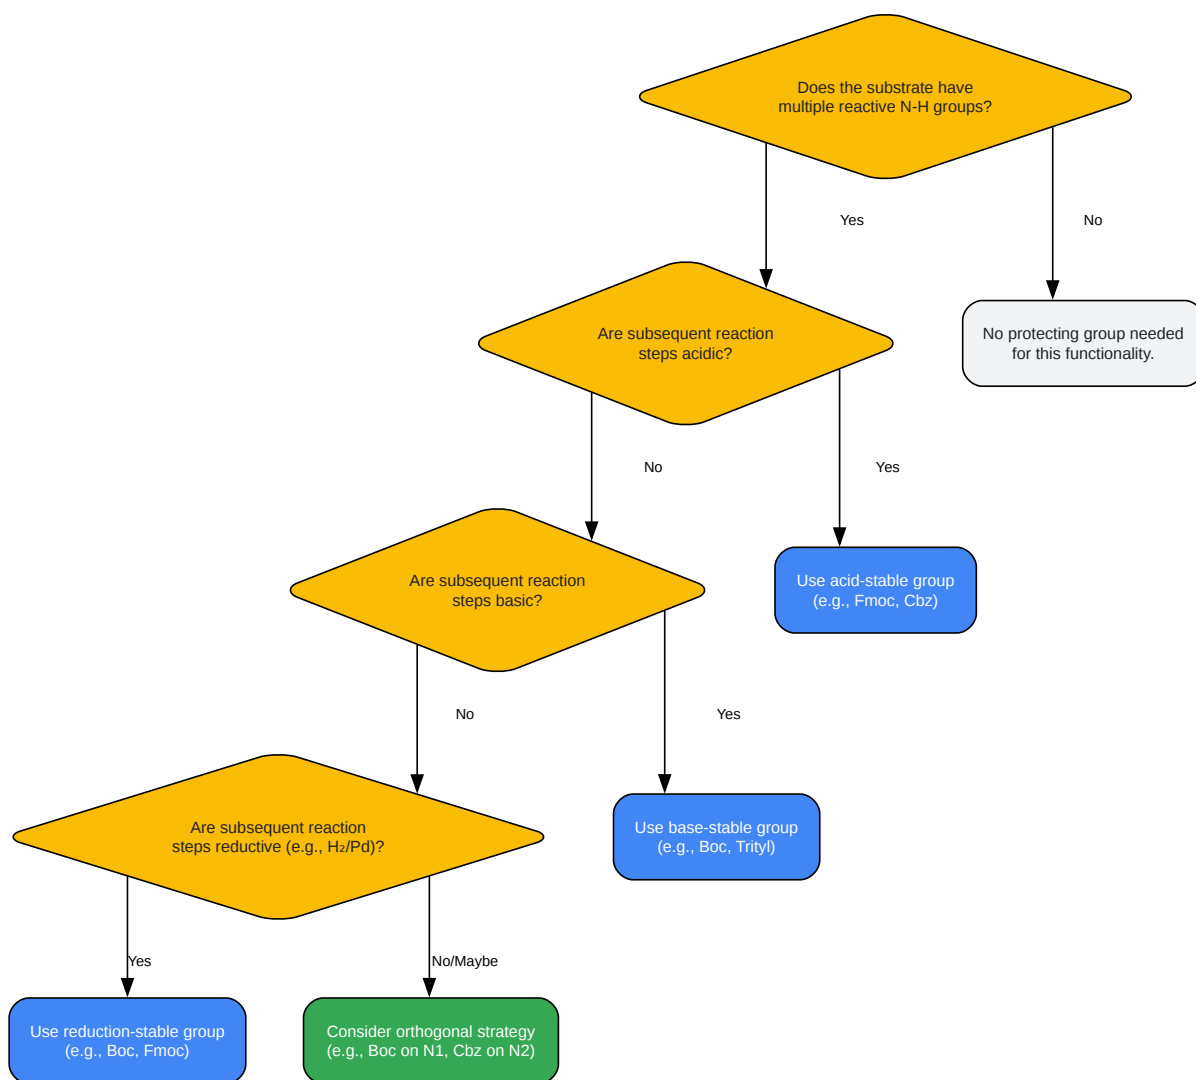 Does the substrate have
multiple reactive N-H groups?
Yes
No
Are subsequent reaction
steps acidic?
No protecting group needed
for this functionality.
No
Yes
Are subsequent reaction
steps basic?
Use acid-stable group
(e.g., Fmoc, Cbz)
No
Yes
Are subsequent reaction
steps reductive (e.g., H₂/Pd)?
Use base-stable group
(e.g., Boc, Trityl)
Yes
No/Maybe
Use reduction-stable group
(e.g., Boc, Fmoc)
Consider orthogonal strategy
(e.g., Boc on N1, Cbz on N2)